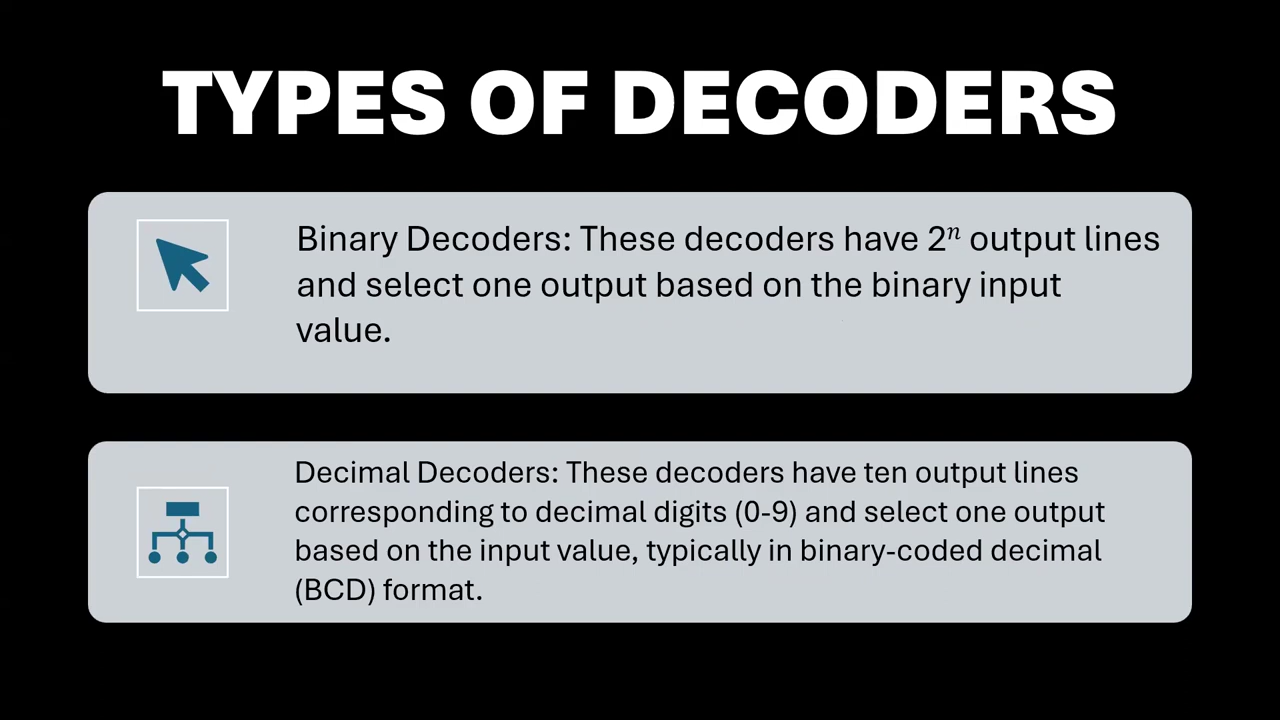 TYPES OF DECODERS
Binary Decoders: These decoders have 2ⁿ output lines
and select one output based on the binary input
value.
Decimal Decoders: These decoders have ten output lines
corresponding to decimal digits (0-9) and select one output
based on the input value, typically in binary-coded decimal
(BCD) format.